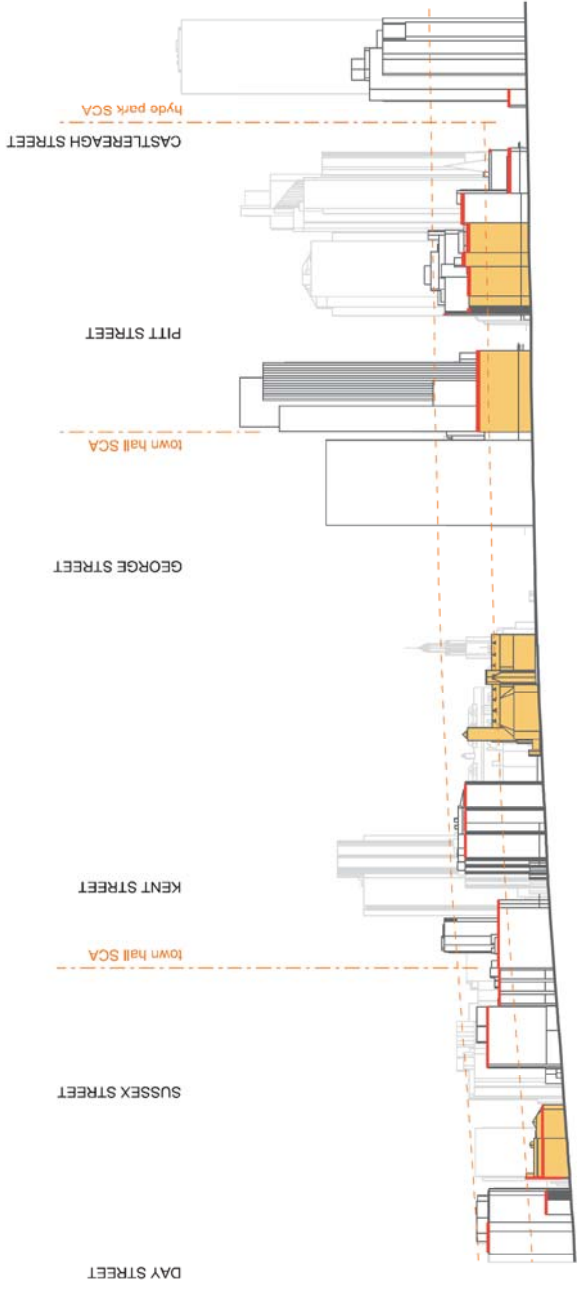 DAY STREET
SUSSEX STREET
town hall SCA
KENT STREET
GEORGE STREET
town hall SCA
PITT STREET
CASTLEREAGH STREET
hyde park SCA